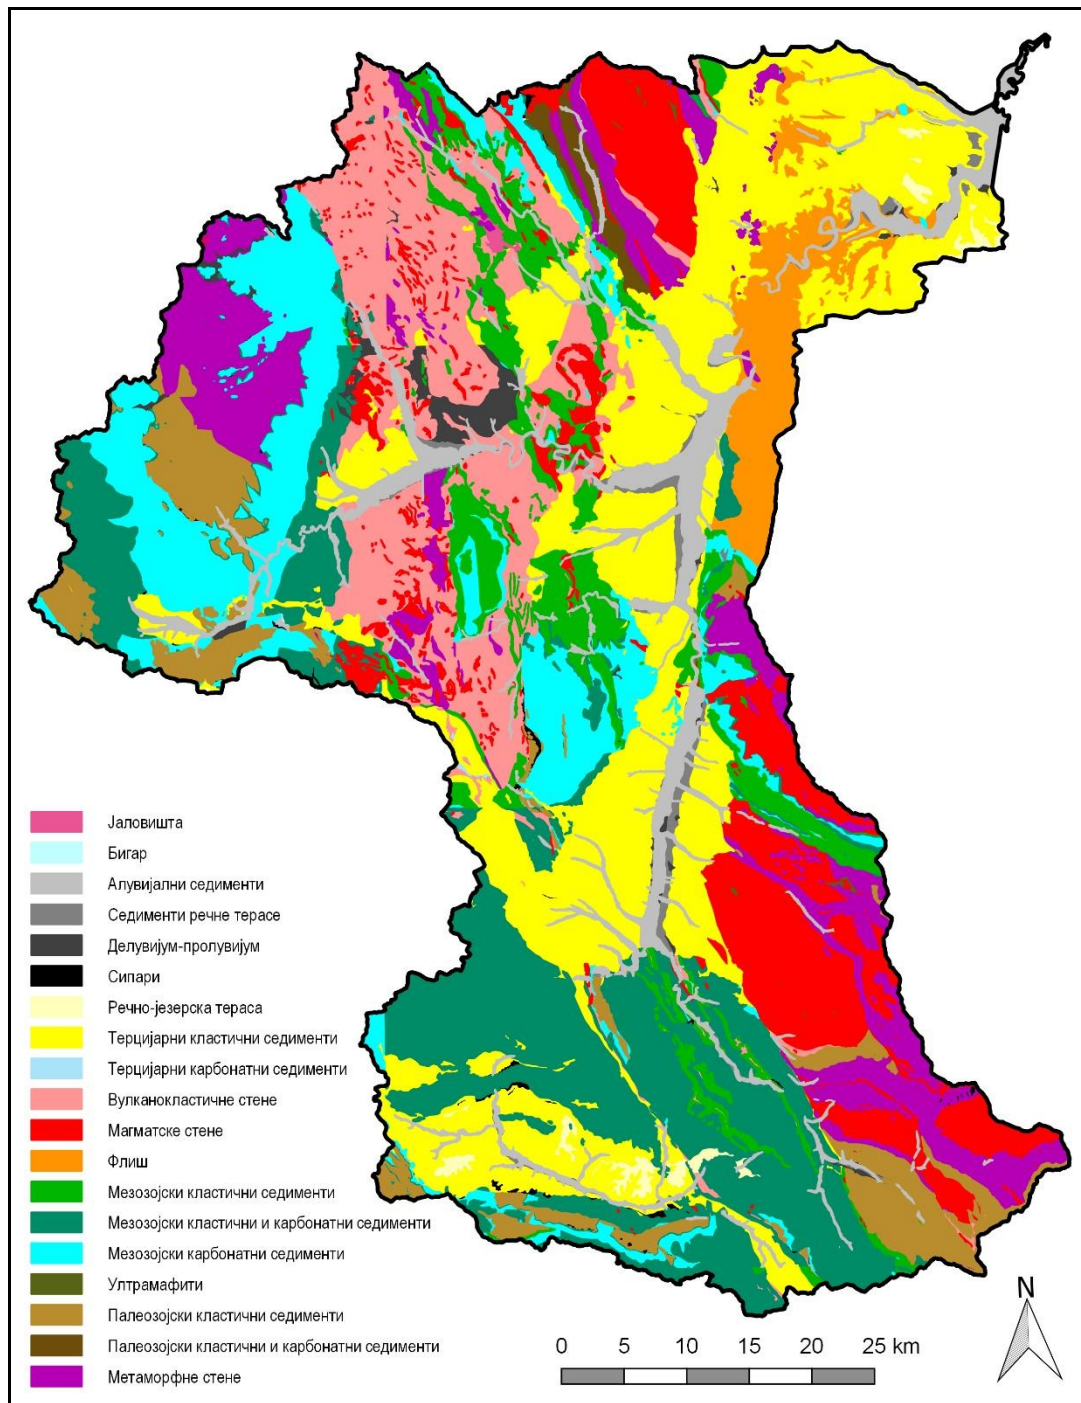 Јаловишта
Бигар
Алувијални седименти
Седименти речне терасе
Делувијум-пролувијум
Сипари
Речно-језерска тераса
Терцијарни кластични седименти
Терцијарни карбонатни седименти
Вулканокластичне стене
Магматске стене
Флиш
Мезозојски кластични седименти
Мезозојски кластични и карбонатни седименти
Мезозојски карбонатни седименти
Ултрамафити
Палеозојски кластични седименти
Палеозојски кластични и карбонатни седименти
Метаморфне стене
0 5 10 15 20 25 km
N